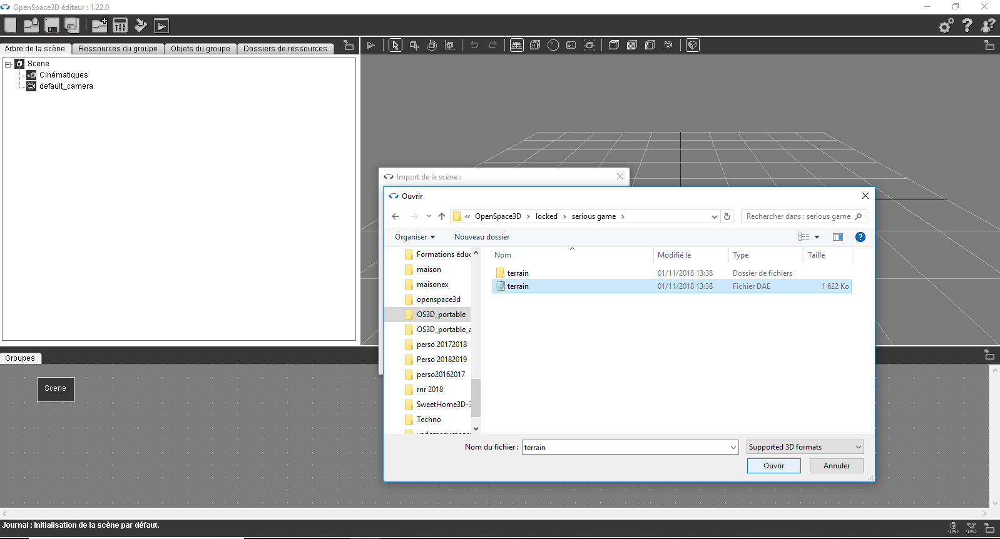 OpenSpace3D éditeur : 1.22.0
Arbre de la scène Ressources du groupe Objets du groupe Dossiers de ressources
Scene
Cinématiques
default_camera
Import de la scène :
Ouvrir
« OpenSpace3D › locked › serious game ›
Rechercher dans : serious game
Organiser Nouveau dossier
Nom Modifié le Type Taille
terrain 01/11/2018 13:38 Dossier de fichiers
terrain 01/11/2018 13:38 Fichier DAE 1 622 Ko
Formations éduc
maison
maisonex
openspace3d
OS3D_portable
OS3D_portable_a
perso 20172018
Perso 20182019
perso20162017
rnr 2018
SweetHome3D-3
Techno
Nom du fichier : terrain Supported 3D formats
Ouvrir Annuler
Groupes
Scene
Journal : Initialisation de la scène par défaut.
<LOG> <LOG>